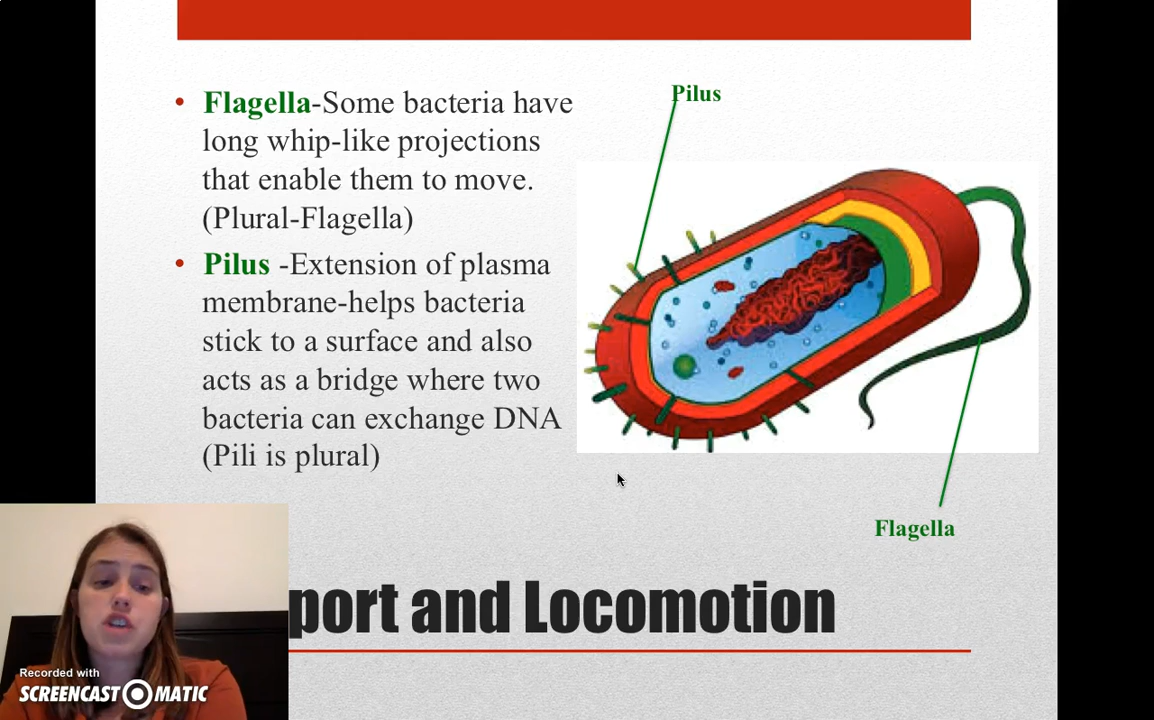 Pilus
• Flagella-Some bacteria have
long whip-like projections
that enable them to move.
(Plural-Flagella)
• Pilus -Extension of plasma
membrane-helps bacteria
stick to a surface and also
acts as a bridge where two
bacteria can exchange DNA
(Pili is plural)
Flagella
port and Locomotion
Recorded with
SCREENCAST MATIC